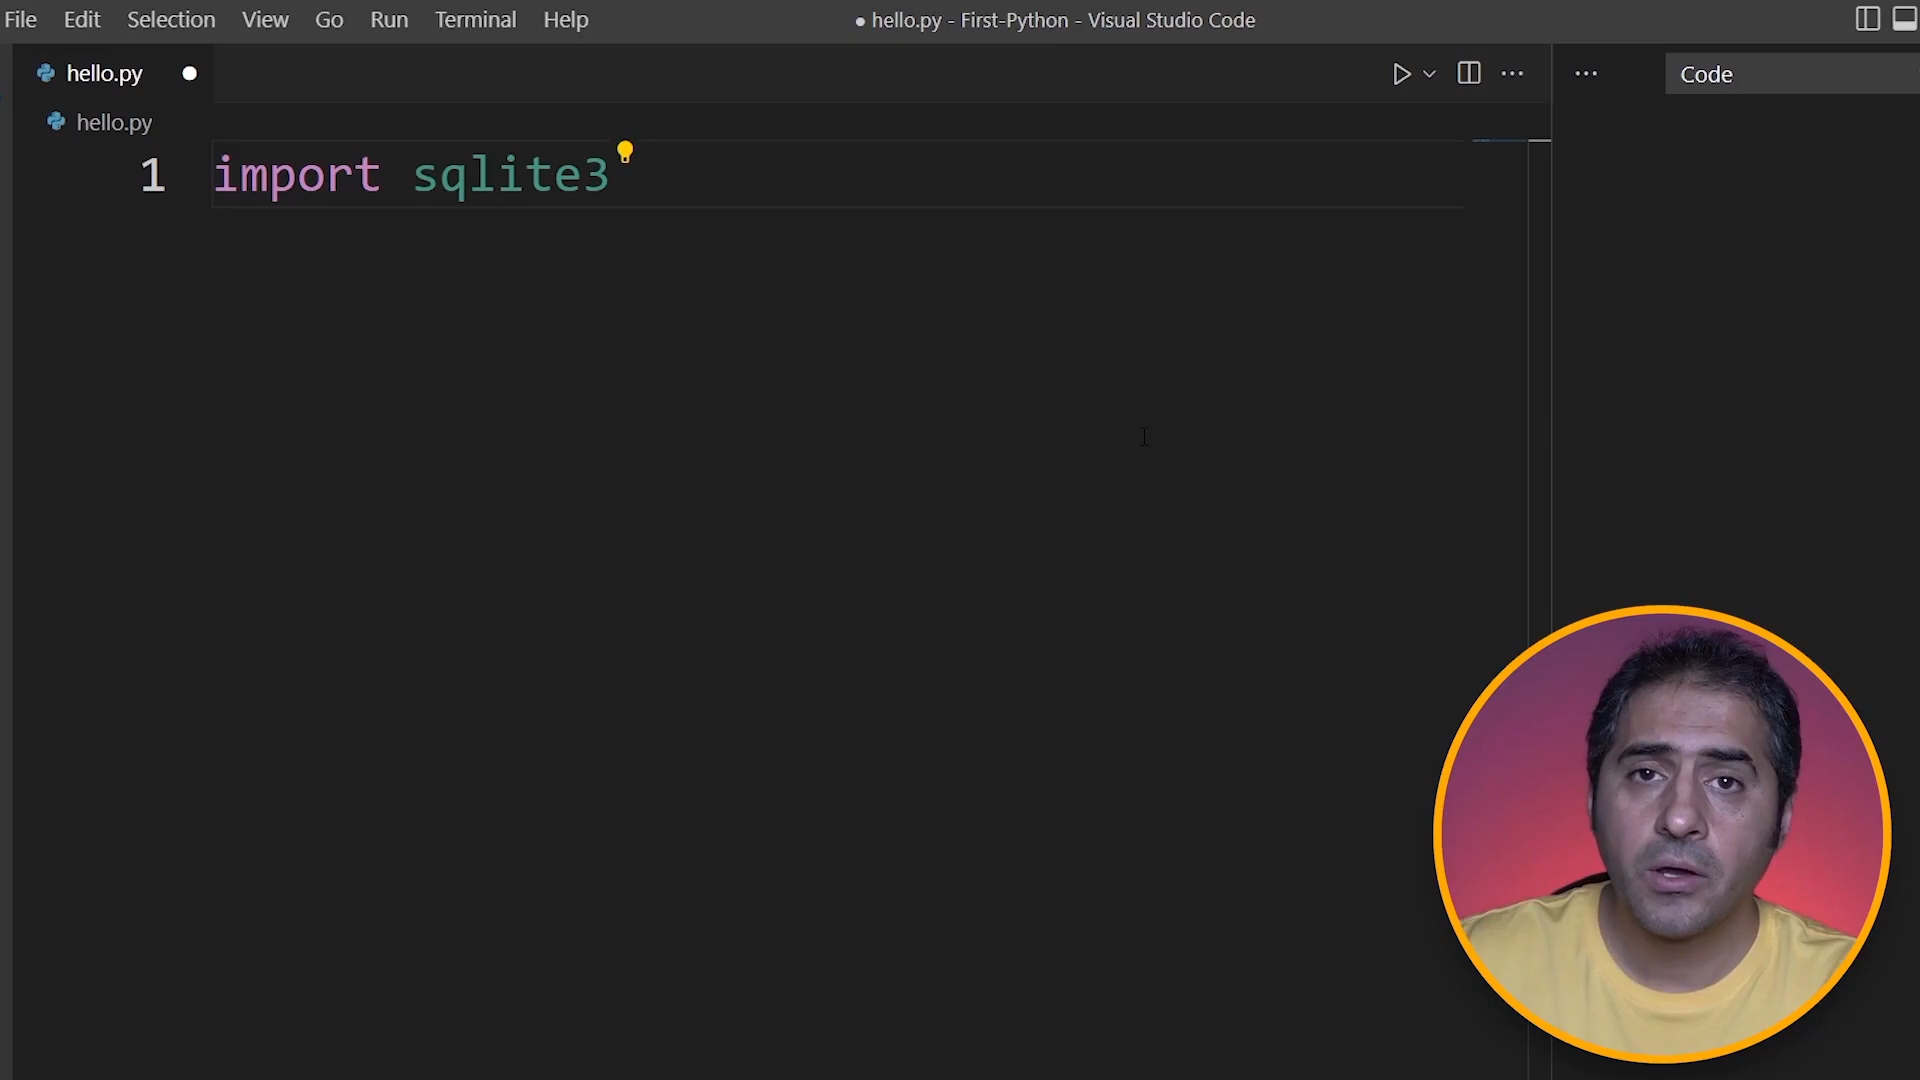 File Edit Selection View Go Run Terminal Help ● hello.py - First-Python - Visual Studio Code
hello.py ● Code
hello.py
1 import sqlite3